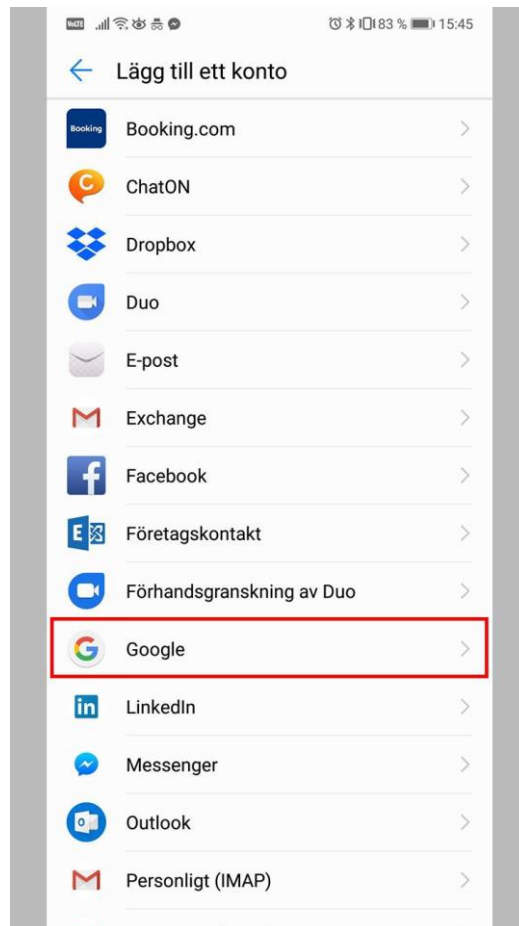 VoLTE 83 % 15:45
Lägg till ett konto
Booking Booking.com
ChatON
Dropbox
Duo
E-post
Exchange
Facebook
Företagskontakt
Förhandsgranskning av Duo
Google
LinkedIn
Messenger
Outlook
Personligt (IMAP)